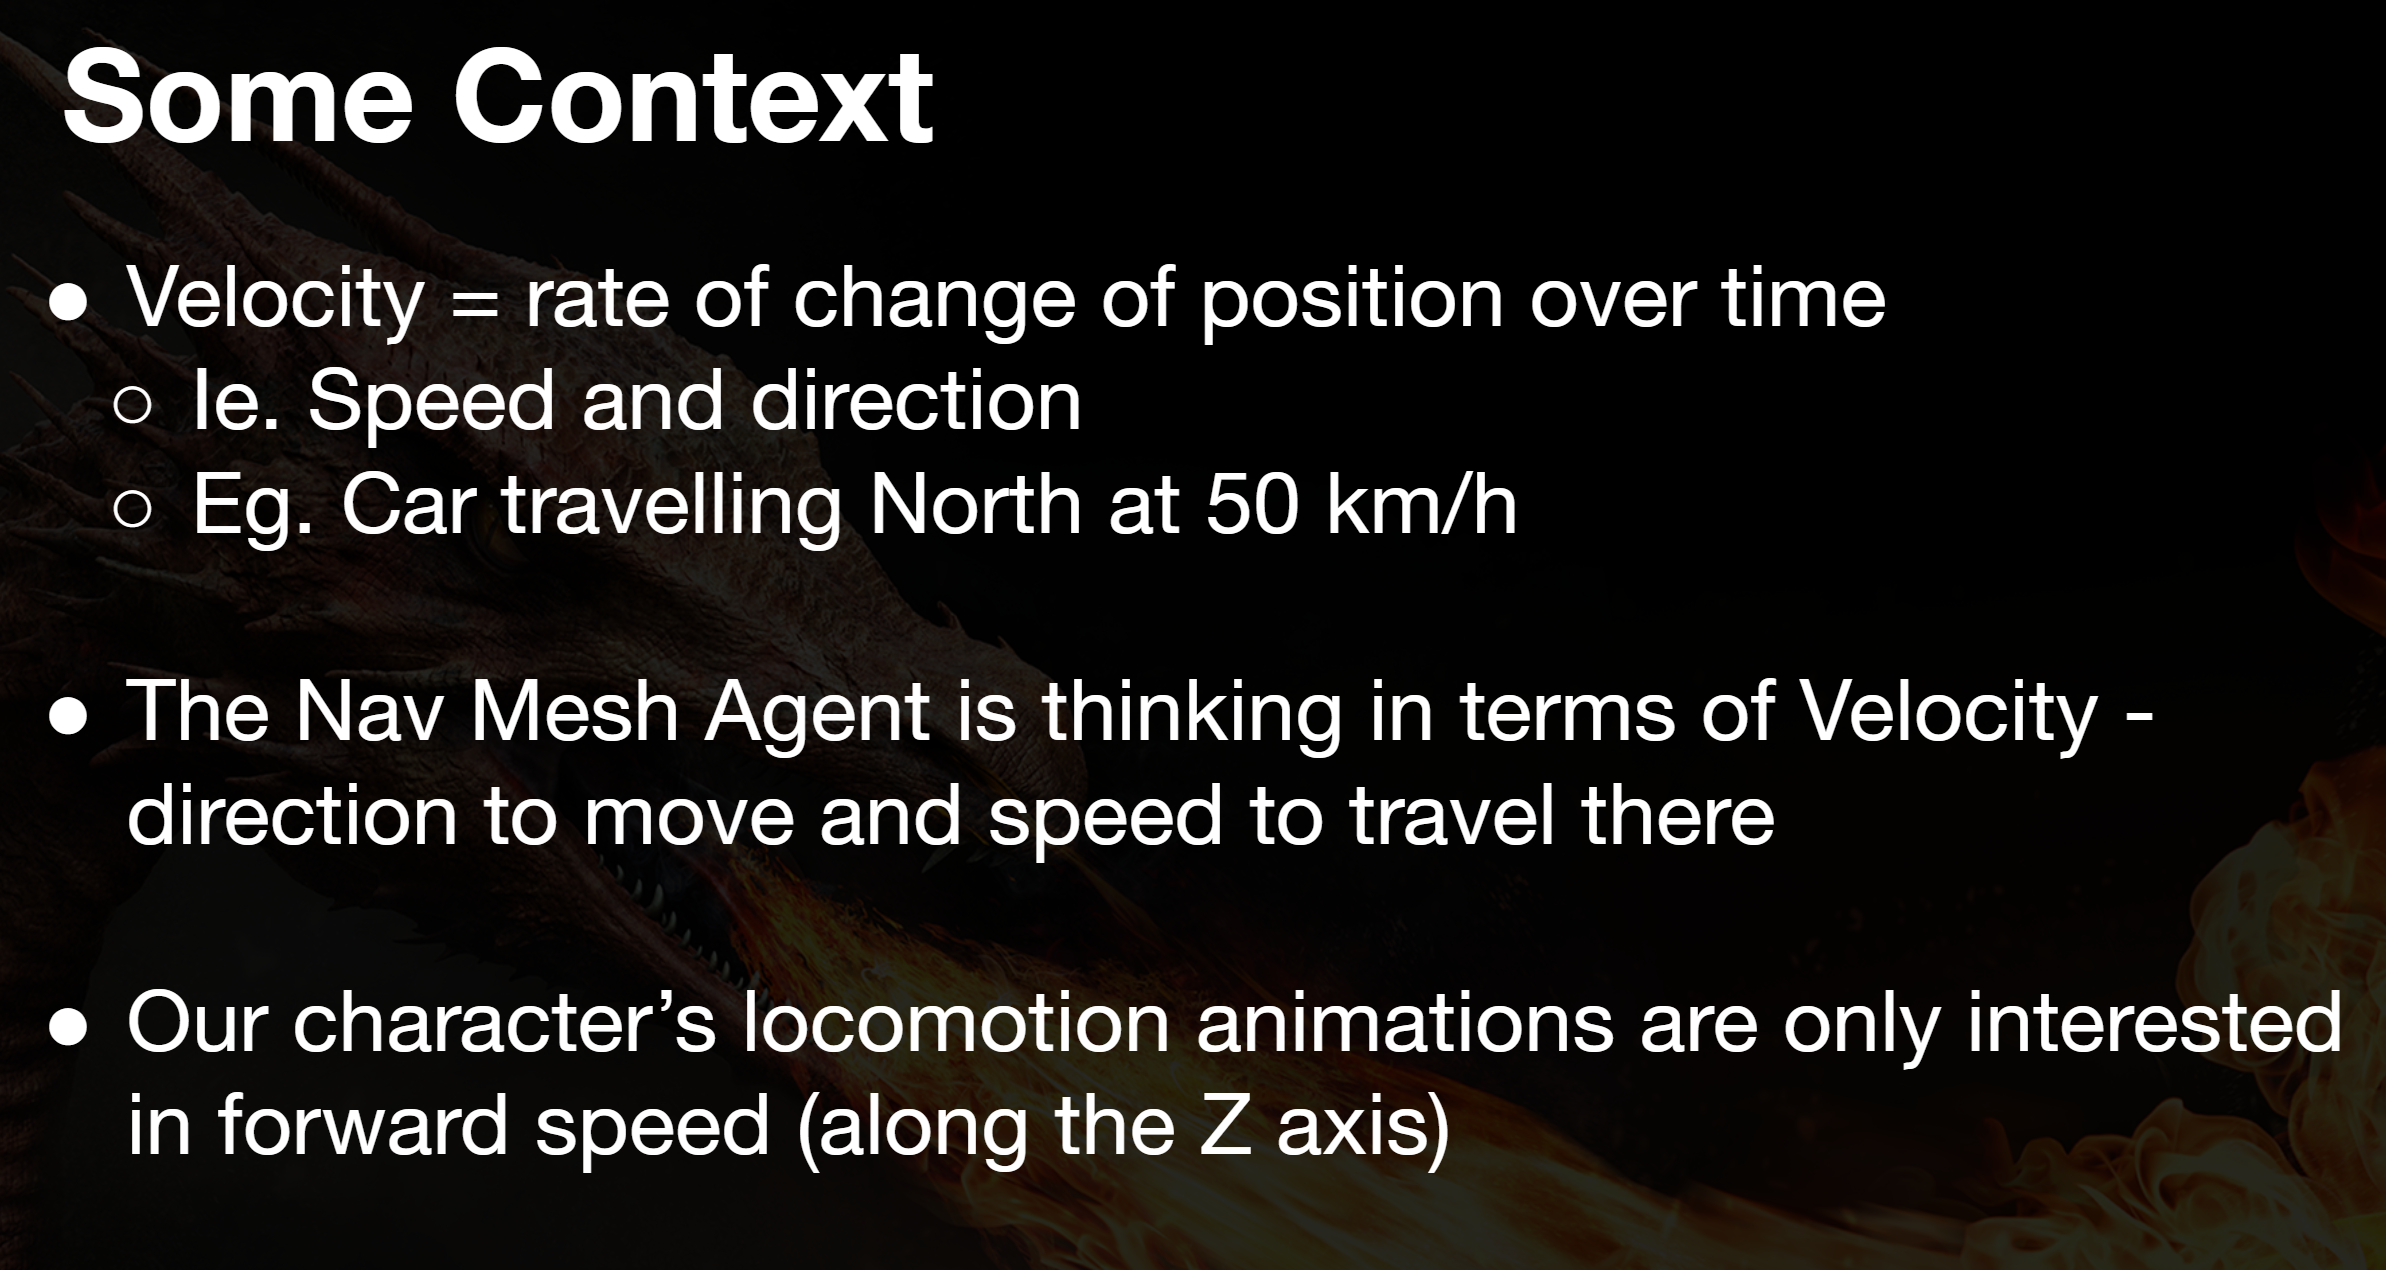 Some Context
● Velocity = rate of change of position over time
○ Ie. Speed and direction
○ Eg. Car travelling North at 50 km/h
● The Nav Mesh Agent is thinking in terms of Velocity -
direction to move and speed to travel there
● Our character’s locomotion animations are only interested
in forward speed (along the Z axis)